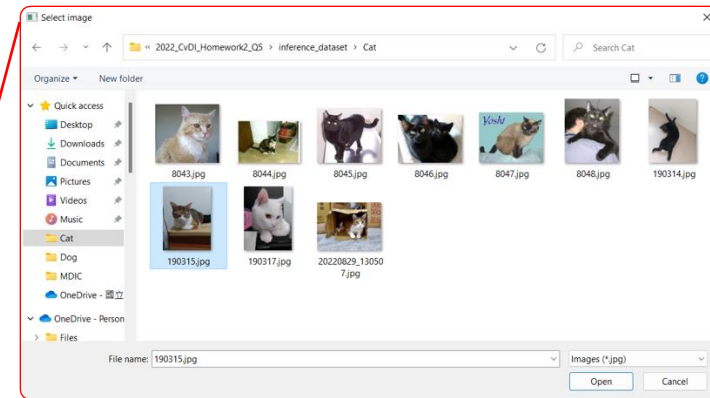 Select image
« 2022_CvDl_Homework2_Q5 > inference_dataset > Cat
Search Cat
Organize
New folder
Quick access
Desktop
Downloads
Documents
Pictures
Videos
Music
Cat
Dog
MDIC
OneDrive - 國立
OneDrive - Person
Files
Yoshi
8043.jpg
8044.jpg
8045.jpg
8046.jpg
8047.jpg
8048.jpg
190314.jpg
190315.jpg
190317.jpg
20220829_13050
7.jpg
File name: 190315.jpg
Images (*.jpg)
Open
Cancel